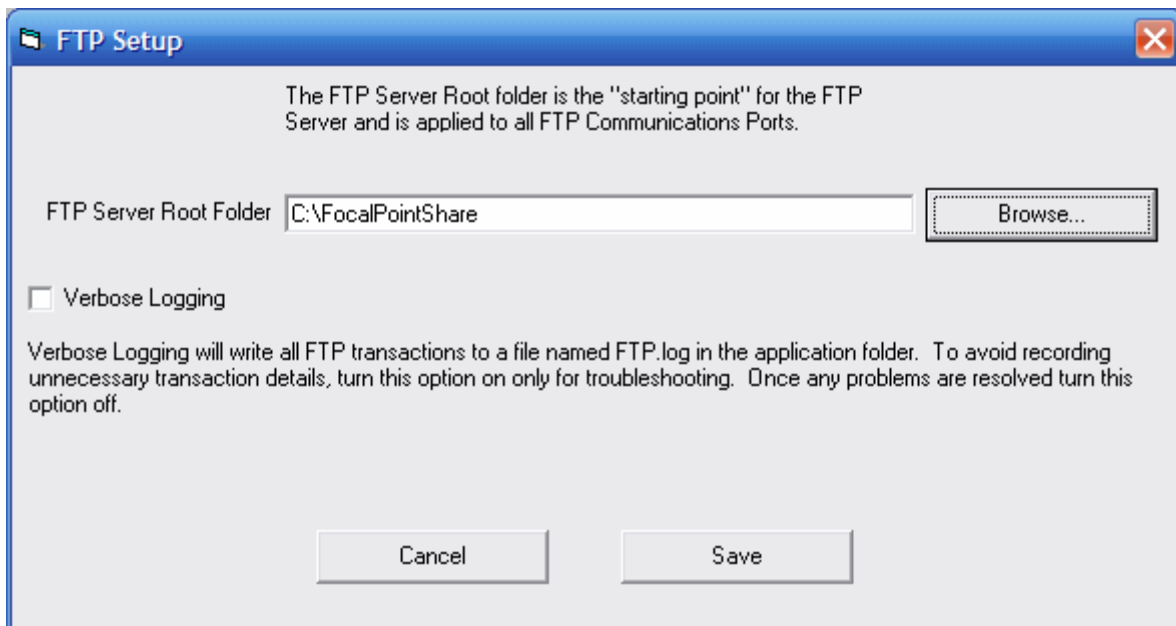 FTP Setup
The FTP Server Root folder is the "starting point" for the FTP
Server and is applied to all FTP Communications Ports.
FTP Server Root Folder C:\FocalPointShare Browse...
Verbose Logging
Verbose Logging will write all FTP transactions to a file named FTP.log in the application folder.  To avoid recording
unnecessary transaction details, turn this option on only for troubleshooting.  Once any problems are resolved turn this
option off.
Cancel Save